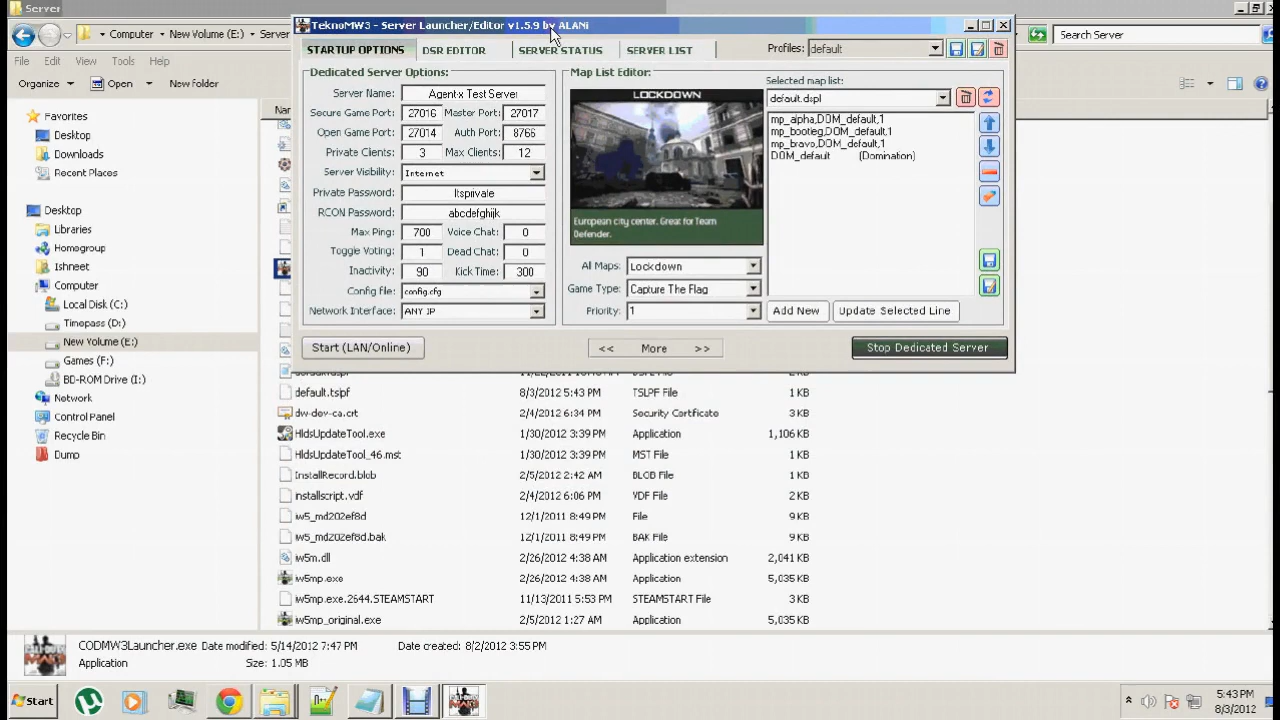 Server
TeknoMW3 - Server Launcher/Editor v1.5.9 by ALANi
Computer ▸ New Volume (E:) ▸ Server
Search Server
File Edit View Tools Help
STARTUP OPTIONS DSR EDITOR SERVER STATUS SERVER LIST Profiles: default
Organize Open New folder
Dedicated Server Options:
Server Name: Agentx Test Server
Secure Game Port: 27016 Master Port: 27017
Open Game Port: 27014 Auth Port: 8766
Private Clients: 3 Max Clients: 12
Server Visibility: Internet
Private Password: Itsprivate
RCON Password: abcdefghijk
Max Ping: 700 Voice Chat: 0
Toggle Voting: 1 Dead Chat: 0
Inactivity: 90 Kick Time: 300
Config file: config.cfg
Network Interface: ANY IP
Map List Editor:
LOCKDOWN
European city center. Great for Team
Defender.
All Maps: Lockdown
Game Type: Capture The Flag
Priority: 1
Selected map list:
default.dspl
mp_alpha,DOM_default,1
mp_bootleg,DOM_default,1
mp_bravo,DOM_default,1
DOM_default (Domination)
Add New Update Selected Line
Start (LAN/Online) << More >> Stop Dedicated Server
Favorites
Desktop
Downloads
Recent Places
Desktop
Libraries
Homegroup
Ishneet
Computer
Local Disk (C:)
Timepass (D:)
New Volume (E:)
Games (F:)
BD-ROM Drive (I:)
Network
Control Panel
Recycle Bin
Dump
default.tspf 8/3/2012 5:43 PM TSLPF File 1 KB
dw-dev-ca.crt 2/4/2012 6:34 PM Security Certificate 3 KB
HldsUpdateTool.exe 1/30/2012 3:39 PM Application 1,106 KB
HldsUpdateTool_46.mst 1/30/2012 3:39 PM MST File 4 KB
InstallRecord.blob 2/5/2012 2:42 AM BLOB File 1 KB
installscript.vdf 2/4/2012 6:06 PM VDF File 2 KB
iw5_md202ef8d 12/1/2011 8:49 PM File 9 KB
iw5_md202ef8d.bak 12/1/2011 8:49 PM BAK File 9 KB
iw5m.dll 2/26/2012 4:38 AM Application extension 2,041 KB
iw5mp.exe 2/26/2012 4:38 AM Application 5,035 KB
iw5mp.exe.2644.STEAMSTART 11/13/2011 5:53 PM STEAMSTART File 3 KB
iw5mp_original.exe 2/5/2012 1:27 AM Application 5,035 KB
CODMW3Launcher.exe Date modified: 5/14/2012 7:47 PM Date created: 8/2/2012 3:55 PM
Application Size: 1.05 MB
Start
5:43 PM
8/3/2012